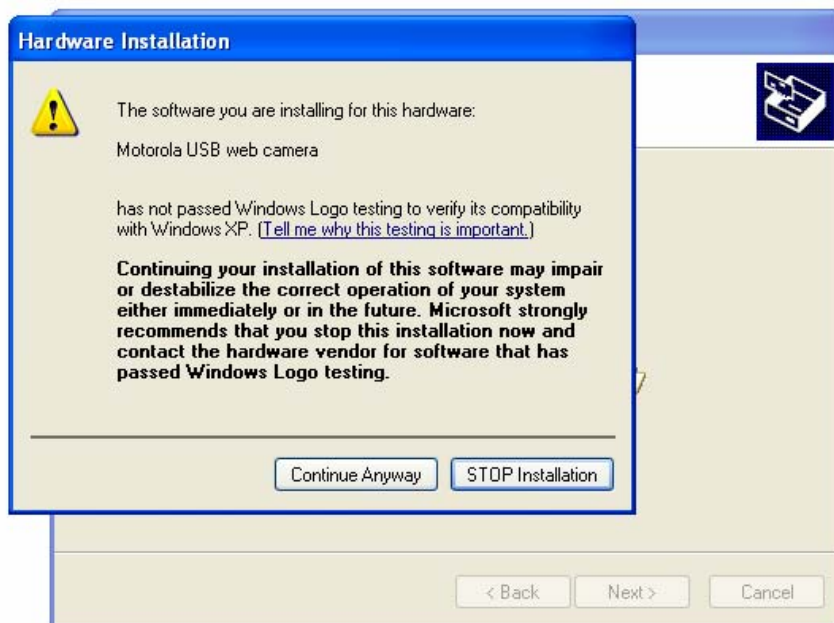 Hardware Installation
The software you are installing for this hardware:
Motorola USB web camera
has not passed Windows Logo testing to verify its compatibility
with Windows XP. (Tell me why this testing is important.)
Continuing your installation of this software may impair
or destabilize the correct operation of your system
either immediately or in the future. Microsoft strongly
recommends that you stop this installation now and
contact the hardware vendor for software that has
passed Windows Logo testing.
Continue Anyway
STOP Installation
< Back
Next >
Cancel